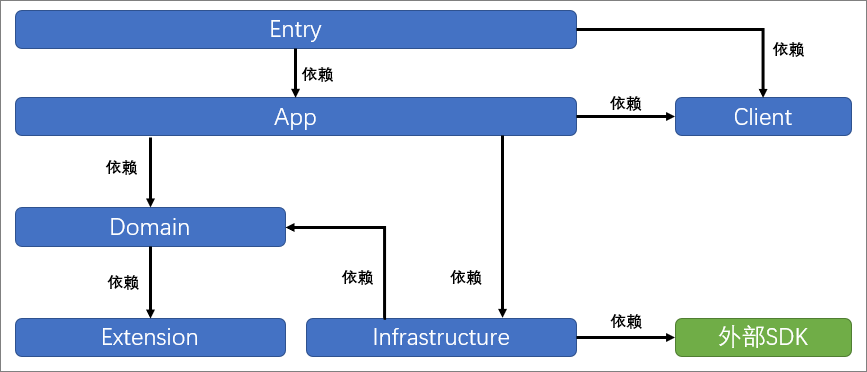 Entry
依赖
依赖
App
依赖
Client
依赖
Domain
依赖
依赖
依赖
Extension
Infrastructure
依赖
外部SDK